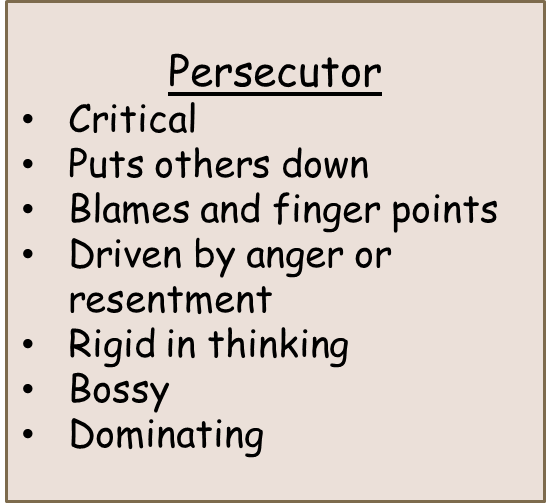 Persecutor
• Critical
• Puts others down
• Blames and finger points
• Driven by anger or
resentment
• Rigid in thinking
• Bossy
• Dominating